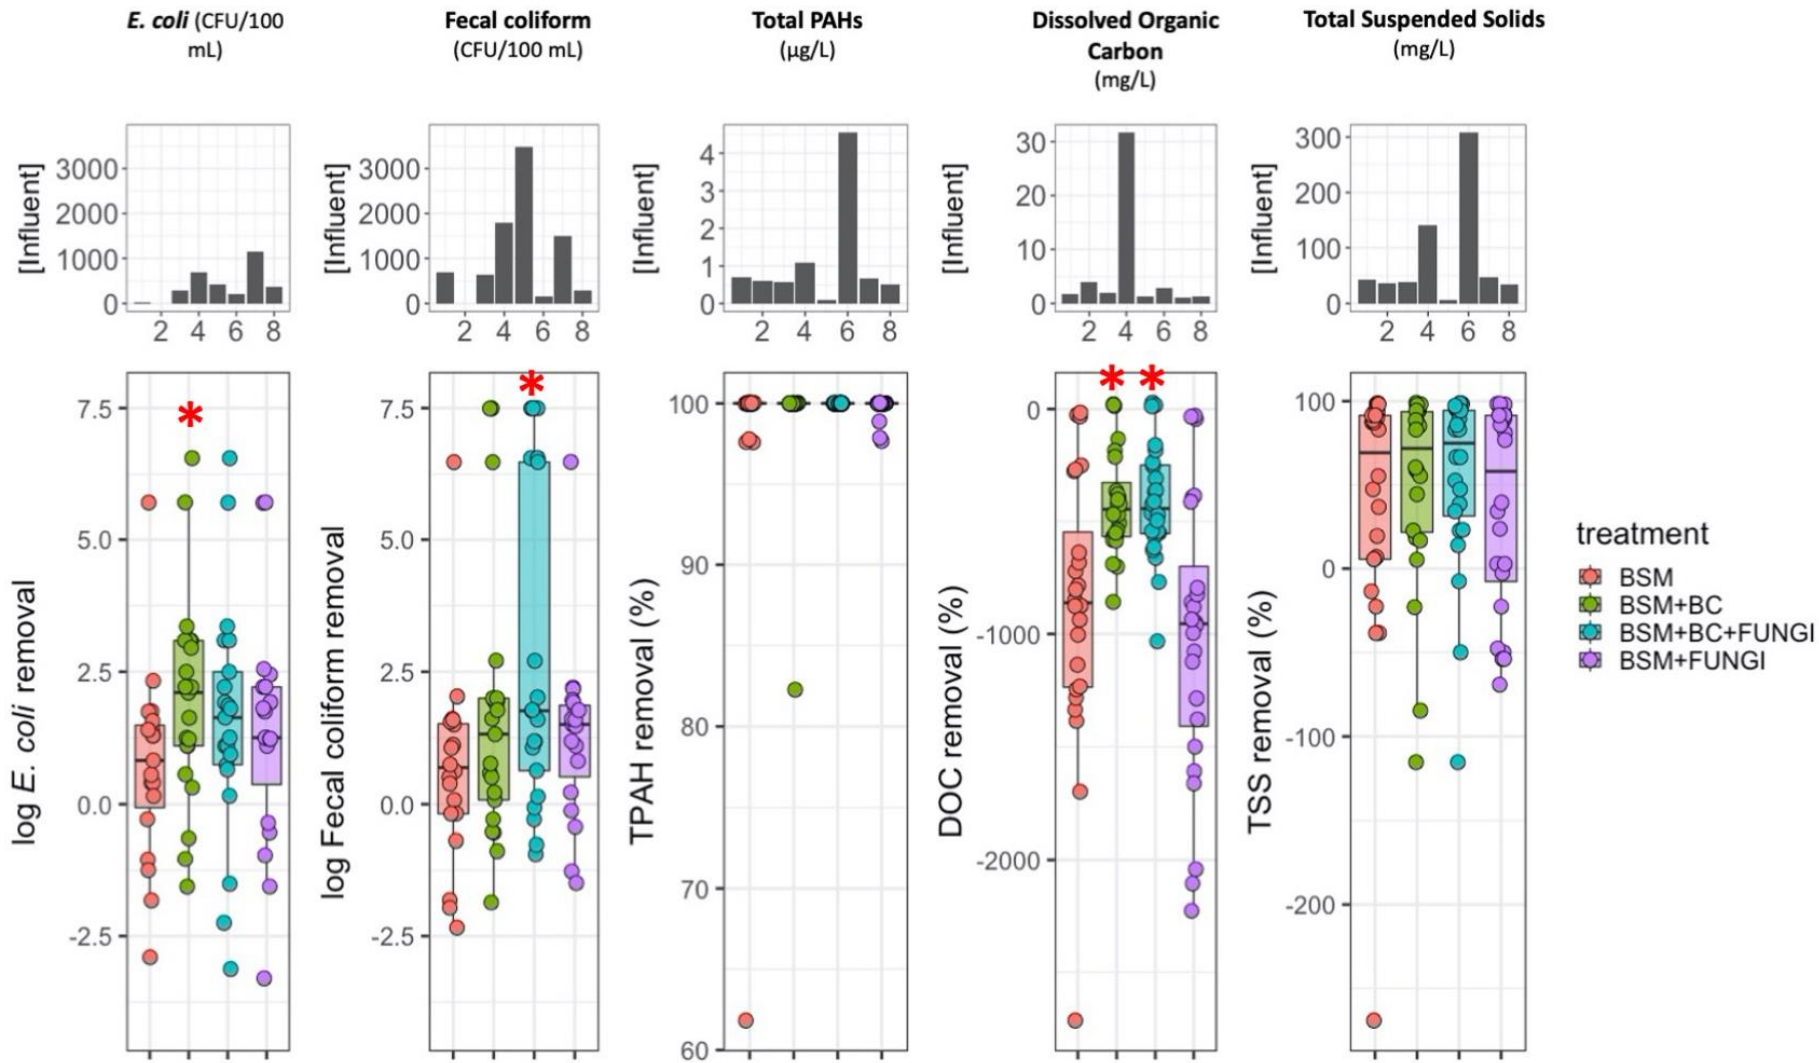 E. coli (CFU/100
mL)
Fecal coliform
(CFU/100 mL)
Total PAHs
(µg/L)
Dissolved Organic
Carbon
(mg/L)
Total Suspended Solids
(mg/L)
[Influent]
3000
2000
1000
0
2 4 6 8
[Influent]
3000
2000
1000
0
2 4 6 8
[Influent]
4
3
2
1
0
2 4 6 8
[Influent]
30
20
10
0
2 4 6 8
[Influent]
300
200
100
0
2 4 6 8
log E. coli removal
7.5
5.0
2.5
0.0
-2.5
*
log Fecal coliform removal
7.5
5.0
2.5
0.0
-2.5
*
TPAH removal (%)
100
90
80
70
60
DOC removal (%)
0
-1000
-2000
* *
TSS removal (%)
100
0
-100
-200
treatment
BSM
BSM+BC
BSM+BC+FUNGI
BSM+FUNGI